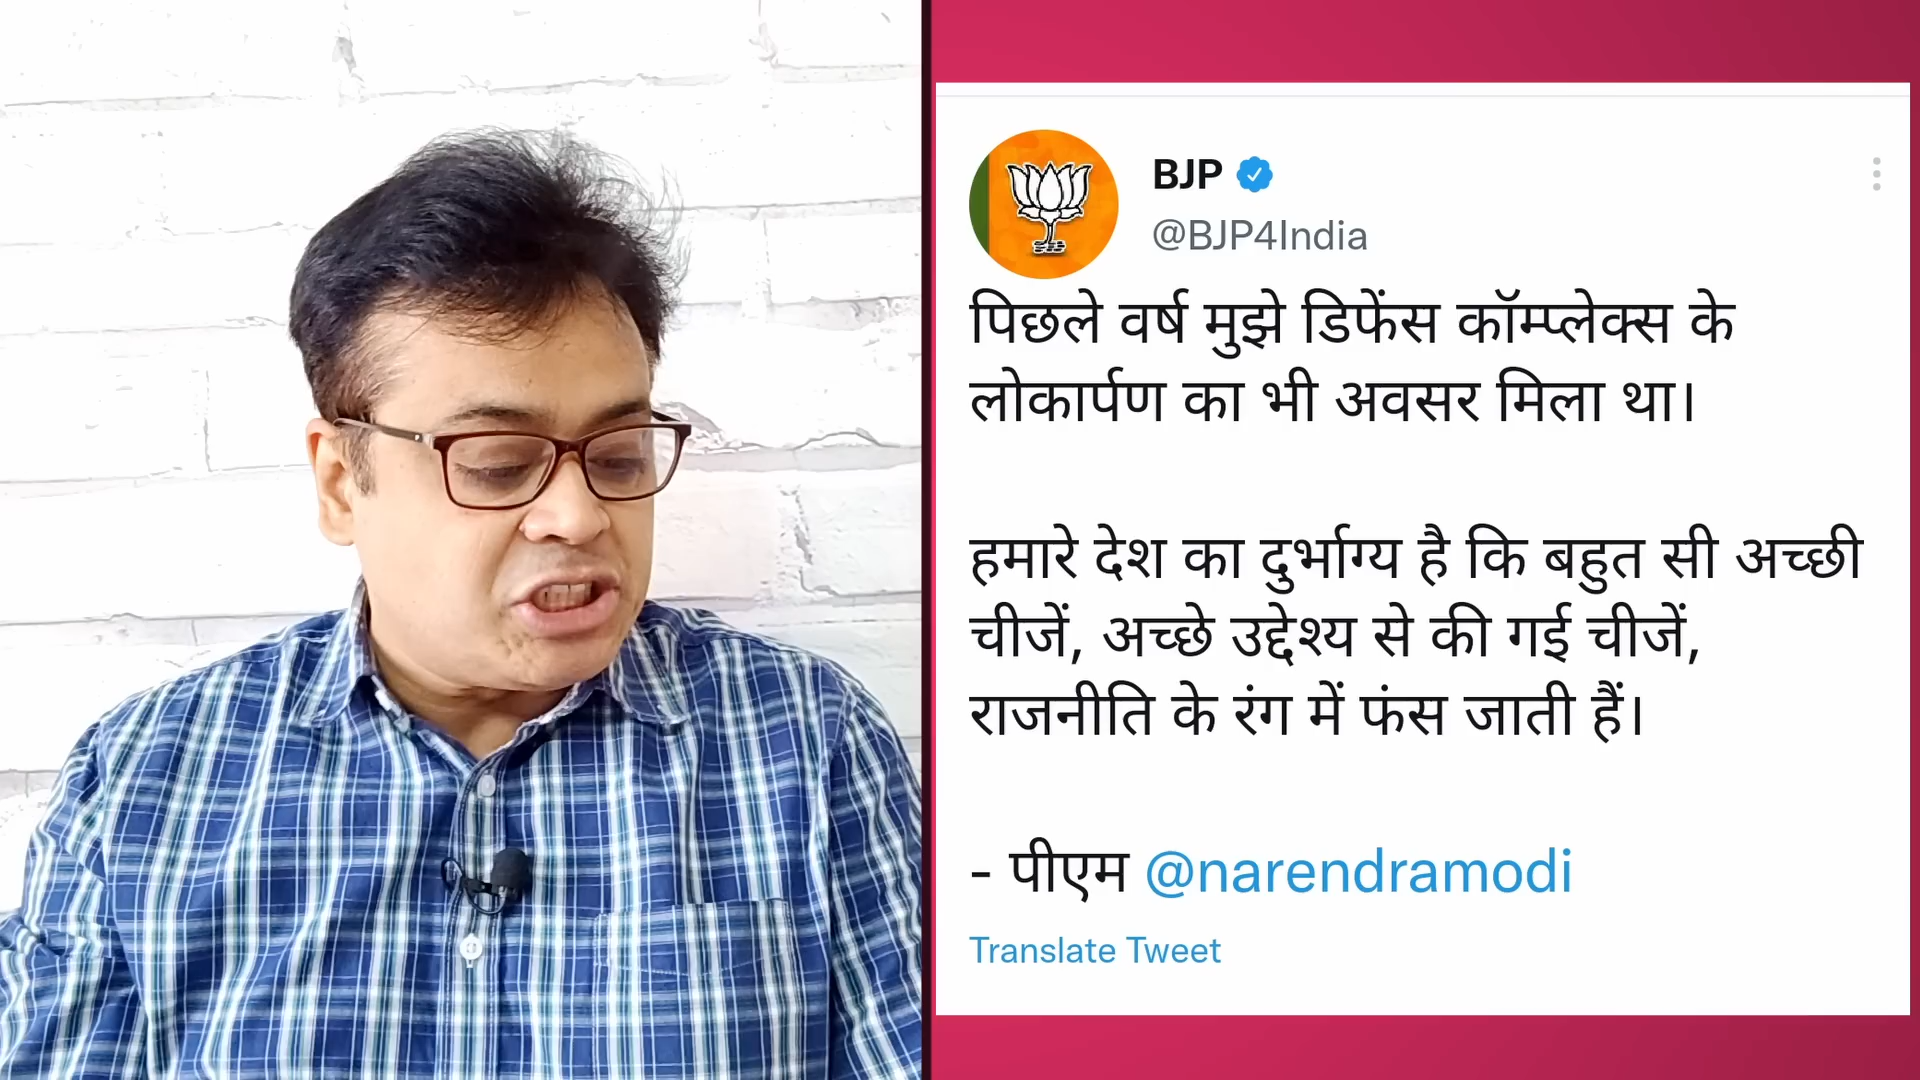 BJP
@BJP4India
पिछले वर्ष मुझे डिफेंस कॉम्प्लेक्स के
लोकार्पण का भी अवसर मिला था।
हमारे देश का दुर्भाग्य है कि बहुत सी अच्छी
चीजें, अच्छे उद्देश्य से की गई चीजें,
राजनीति के रंग में फंस जाती हैं।
- पीएम @narendramodi
Translate Tweet